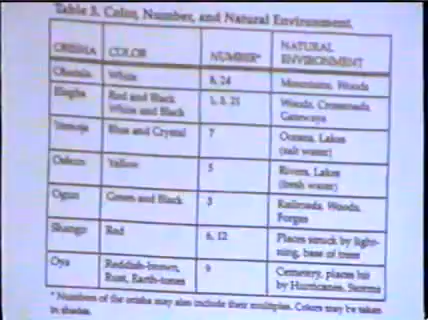 Table 3. Color, Number, and Natural Environment.
ORISHA COLOR NUMBER* NATURAL ENVIRONMENT
Obatala White 8, 24 Mountains, Woods
Elegba Red and Black 1, 3, 21 Woods, Crossroads,
White and Black Gateways
Yemoja Blue and Crystal 7 Oceans, Lakes
(salt water)
Oshun Yellow 5 Rivers, Lakes
(fresh water)
Ogun Green and Black 3 Railroads, Woods,
Forges
Shango Red 6, 12 Places struck by light-
ning, base of trees
Oya Reddish-brown, 9 Cemetery, places hit
Rust, Earth-tones by Hurricanes, Storms
* Numbers of the orisha may also include their multiples. Colors may be taken
in shades.